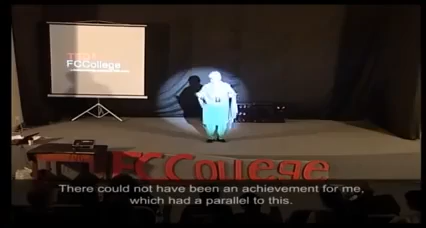 TEDx
FCCollege
FCCollege
There could not have been an achievement for me,
which had a parallel to this.